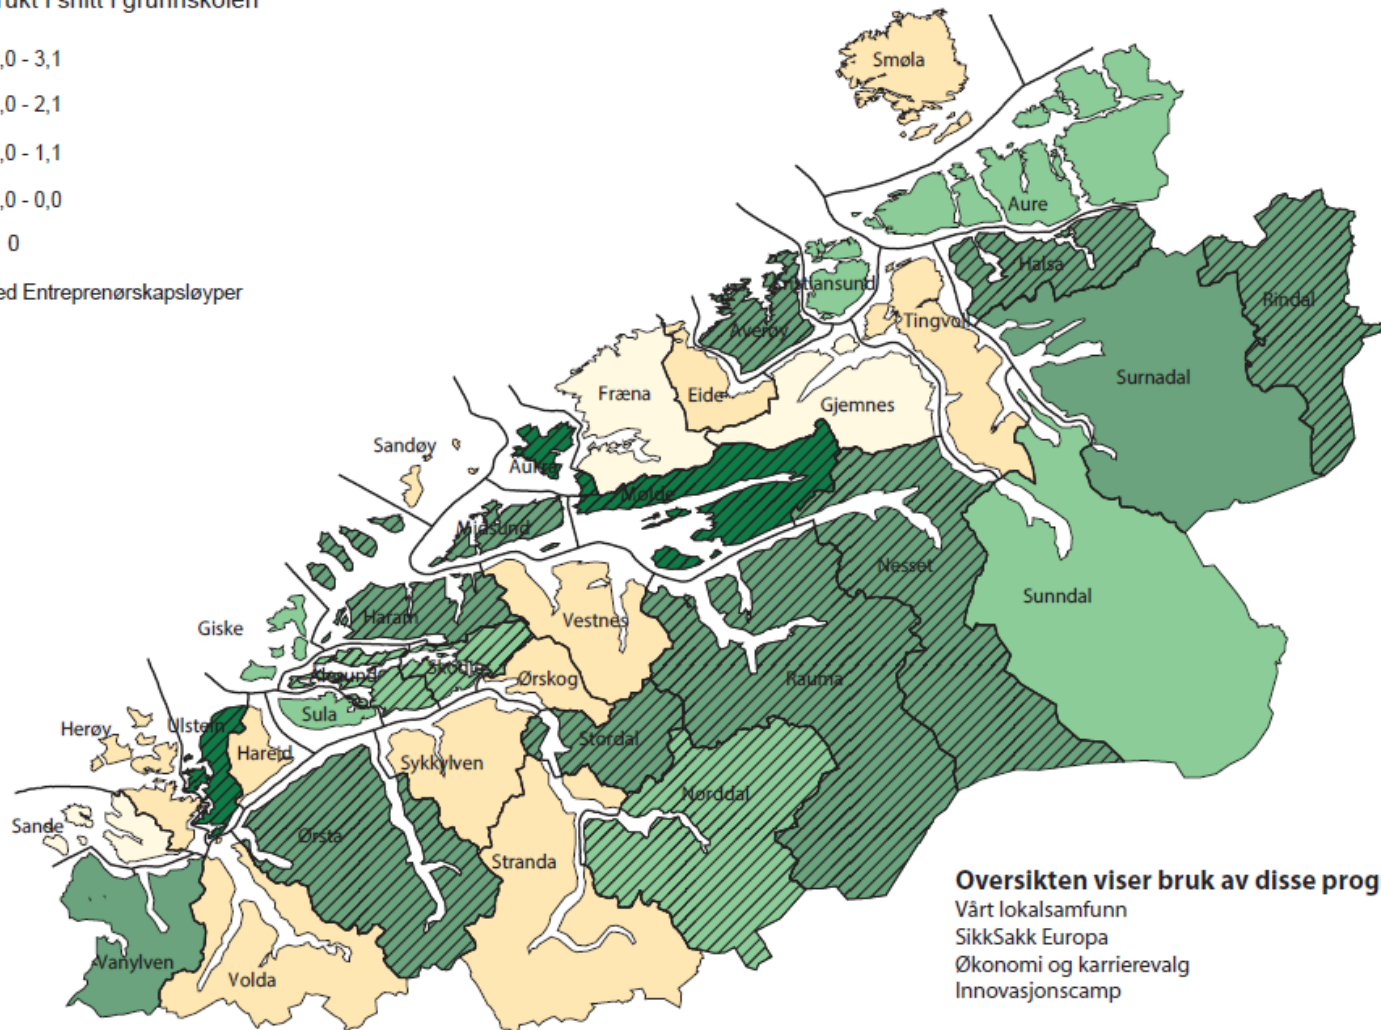 rukt i snitt i grunnskolen
,0 - 3,1
,0 - 2,1
,0 - 1,1
,0 - 0,0
0
ed Entreprenørskapsløyper
Smøla
Aure
Halsa
Rindal
Kristiansund
Averøy
Tingvoll
Surnadal
Fræna
Eide
Gjemnes
Sandøy
Aukra
Molde
Midsund
Nesset
Sunndal
Haram
Vestnes
Giske
Skodje
Ålesund
Ørskog
Rauma
Sula
Herøy
Ulstein
Hareid
Stordal
Sykkylven
Norddal
Sande
Ørsta
Stranda
Vanylven
Volda
Oversikten viser bruk av disse prog
Vårt lokalsamfunn
SikkSakk Europa
Økonomi og karrierevalg
Innovasjonscamp